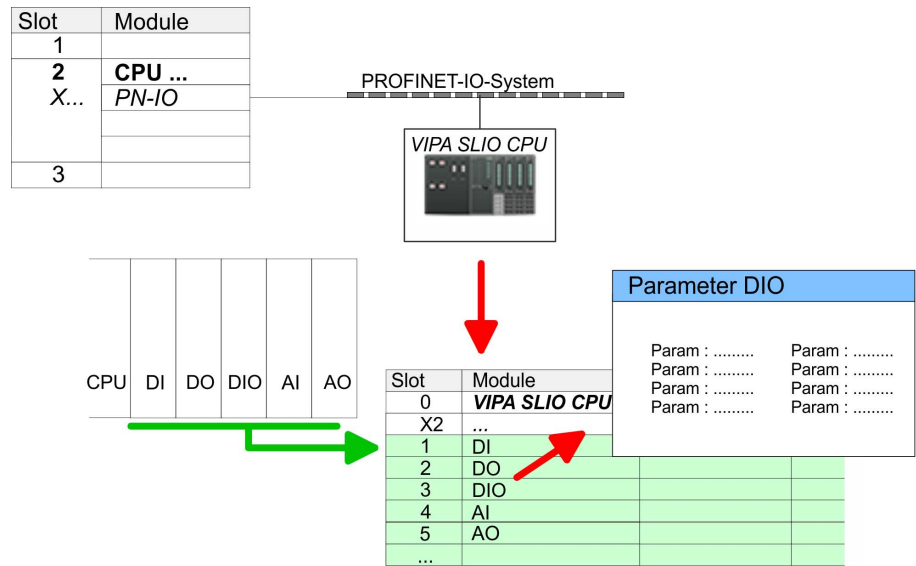 Slot Module
1
2 CPU ...
X... PN-IO
3
PROFINET-IO-System
VIPA SLIO CPU
CPU DI DO DIO AI AO
Slot Module
0 VIPA SLIO CPU
X2 ...
1 DI
2 DO
3 DIO
4 AI
5 AO
...
Parameter DIO
Param : ......... Param : .........
Param : ......... Param : .........
Param : ......... Param : .........
Param : ......... Param : .........